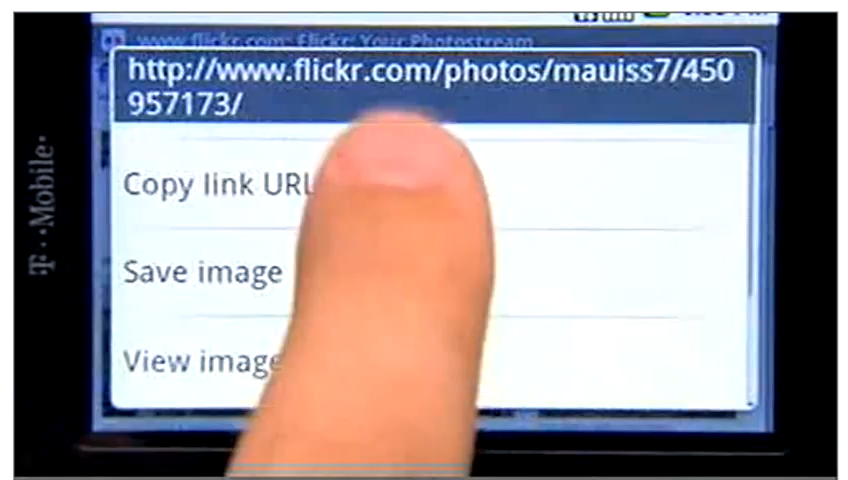 www.flickr.com: Flickr: Your Photostream
http://www.flickr.com/photos/mauiss7/450
957173/
Copy link URL
Save image
View image
T··Mobile·